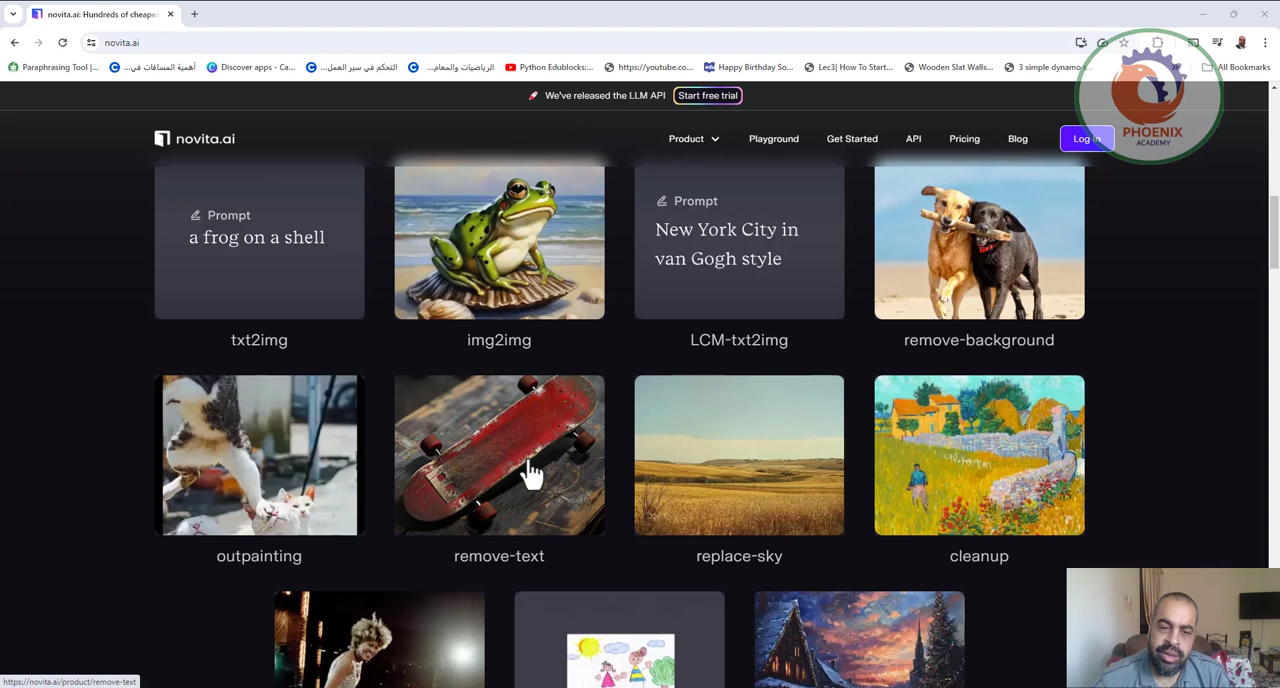 novita.ai: Hundreds of cheapes
novita.ai
Paraphrasing Tool |...
أهمية المسافات في...
Discover apps - Ca...
التحكم في سير العمل...
الرياضيات والمعام...
Python Edublocks:...
https://youtube.co...
Happy Birthday So...
Lec3| How To Start...
Wooden Slat Walls...
3 simple dynamo
All Bookmarks
We've released the LLM API
Start free trial
novita.ai
Product
Playground
Get Started
API
Pricing
Blog
Log in
PHOENIX
ACADEMY
Prompt
a frog on a shell
Prompt
New York City in
van Gogh style
txt2img
img2img
LCM-txt2img
remove-background
outpainting
remove-text
replace-sky
cleanup
https://novita.ai/product/remove-text